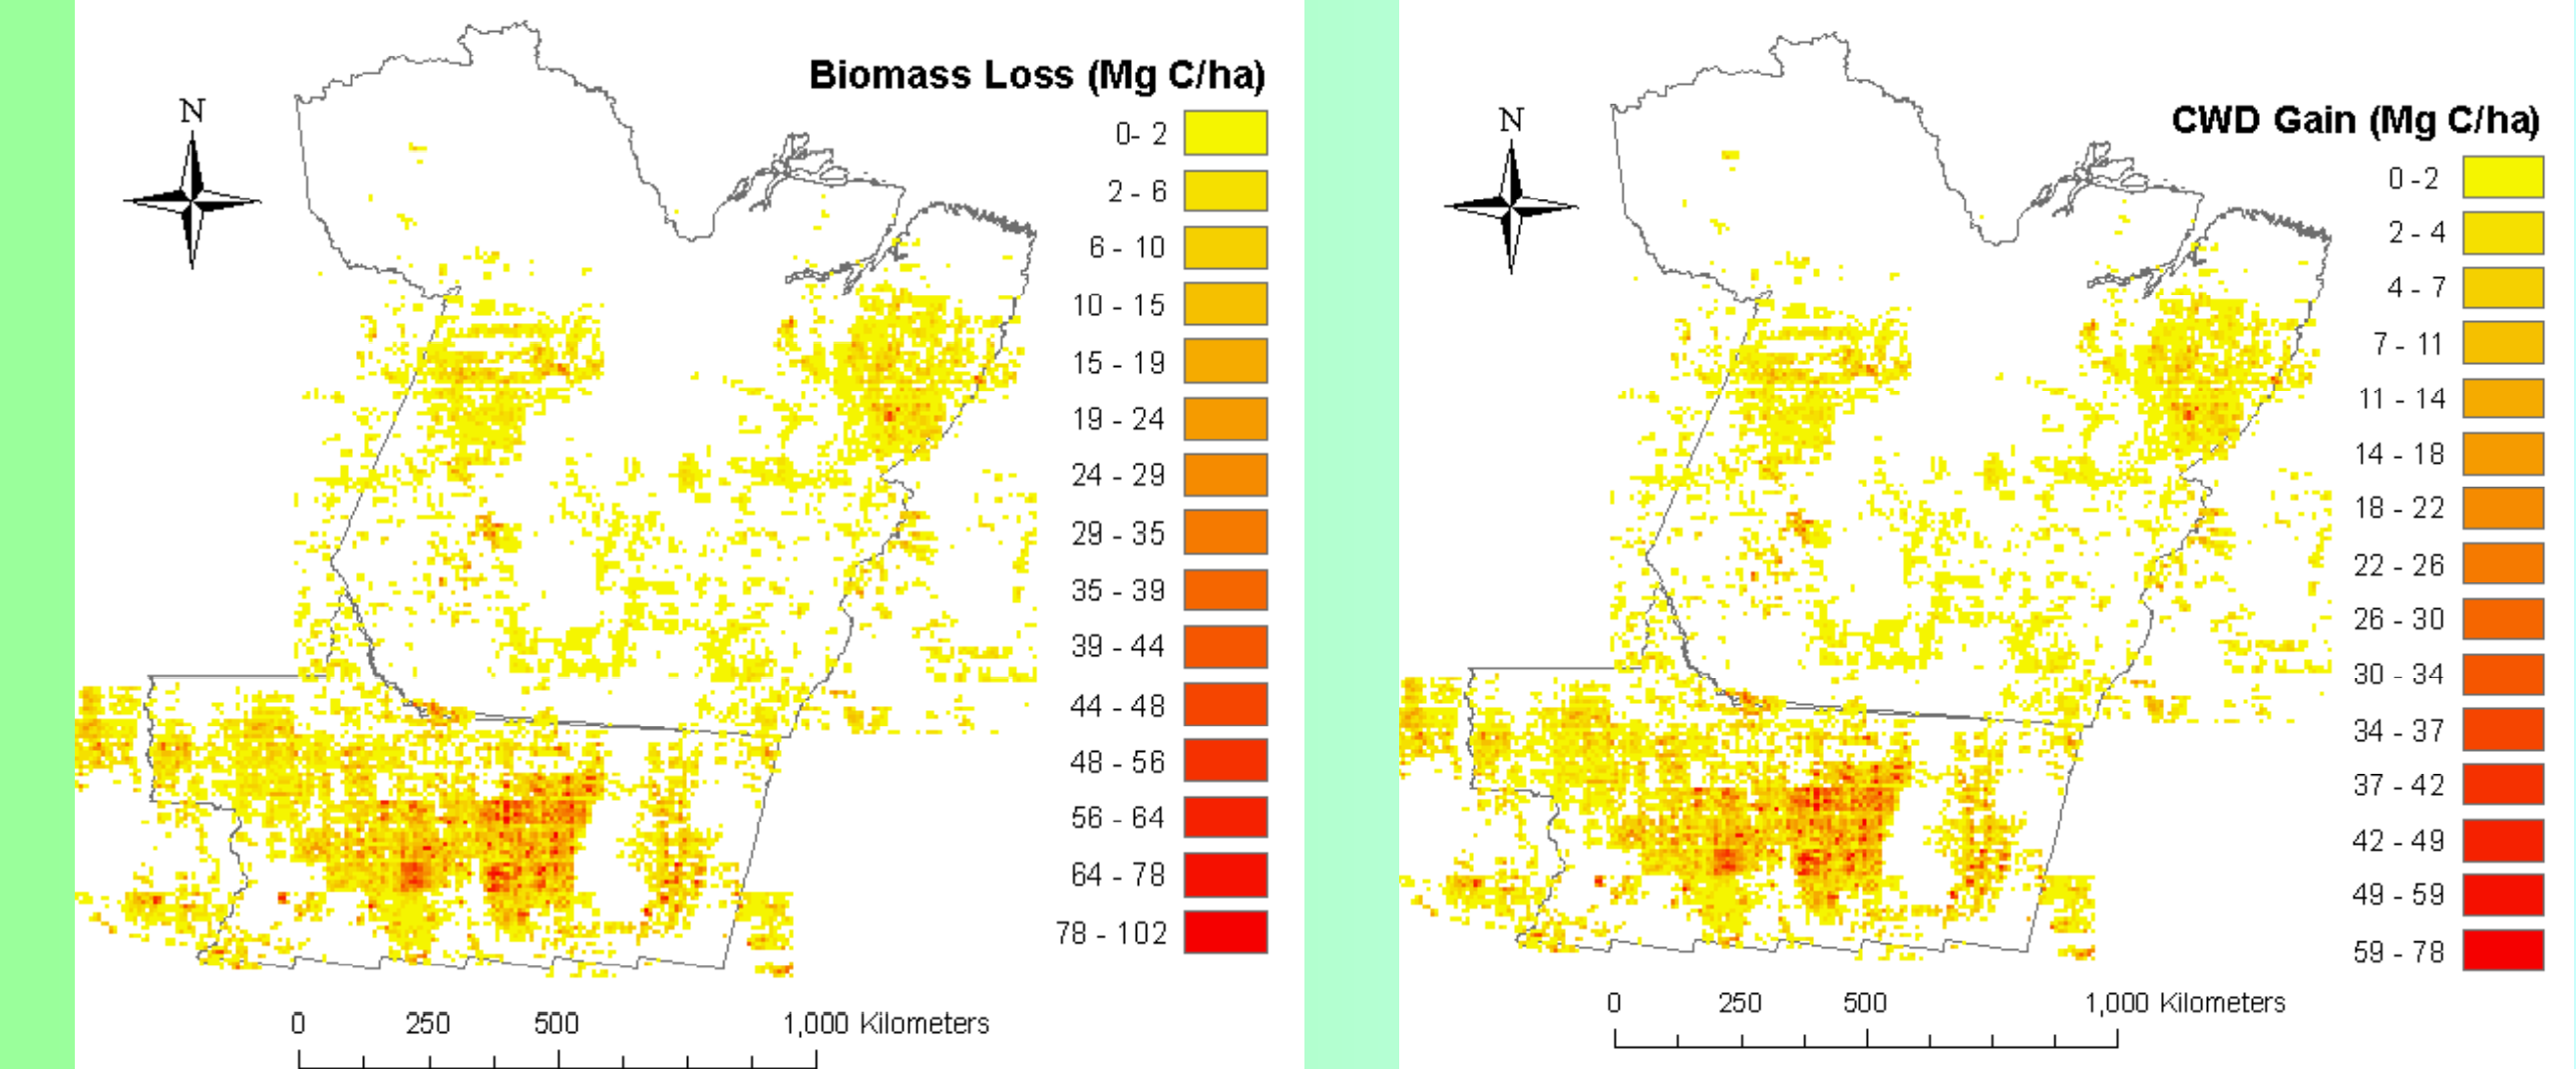 Biomass Loss (Mg C/ha)
N
0- 2
2 - 6
6 - 10
10 - 15
15 - 19
19 - 24
24 - 29
29 - 35
35 - 39
39 - 44
44 - 48
48 - 56
56 - 64
64 - 78
78 - 102
0 250 500 1,000 Kilometers
CWD Gain (Mg C/ha)
N
0 -2
2 - 4
4 - 7
7 - 11
11 - 14
14 - 18
18 - 22
22 - 26
26 - 30
30 - 34
34 - 37
37 - 42
42 - 49
49 - 59
59 - 78
0 250 500 1,000 Kilometers